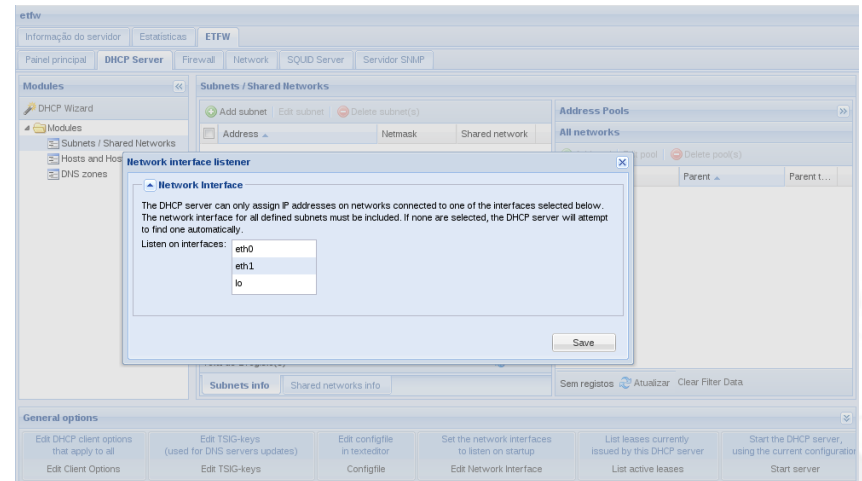 etfw
Informação do servidor Estatísticas ETFW
Painel principal DHCP Server Firewall Network SQUID Server Servidor SNMP
Modules
DHCP Wizard
Modules
Subnets / Shared Networks
Hosts and Hos
DNS zones
Subnets / Shared Networks
Add subnet Edit subnet Delete subnet(s)
Address Netmask Shared network
Address Pools
All networks
pool Delete pool(s)
Parent Parent t...
Network interface listener
Network Interface
The DHCP server can only assign IP addresses on networks connected to one of the interfaces selected below.
The network interface for all defined subnets must be included. If none are selected, the DHCP server will attempt
to find one automatically.
Listen on interfaces:
eth0
eth1
lo
Save
Subnets info Shared networks info
Sem registos Atualizar Clear Filter Data
General options
Edit DHCP client options
that apply to all
Edit Client Options
Edit TSIG-keys
(used for DNS servers updates)
Edit TSIG-keys
Edit configfile
in texteditor
Configfile
Set the network interfaces
to listen on startup
Edit Network Interface
List leases currently
issued by this DHCP server
List active leases
Start the DHCP server,
using the current configuration
Start server